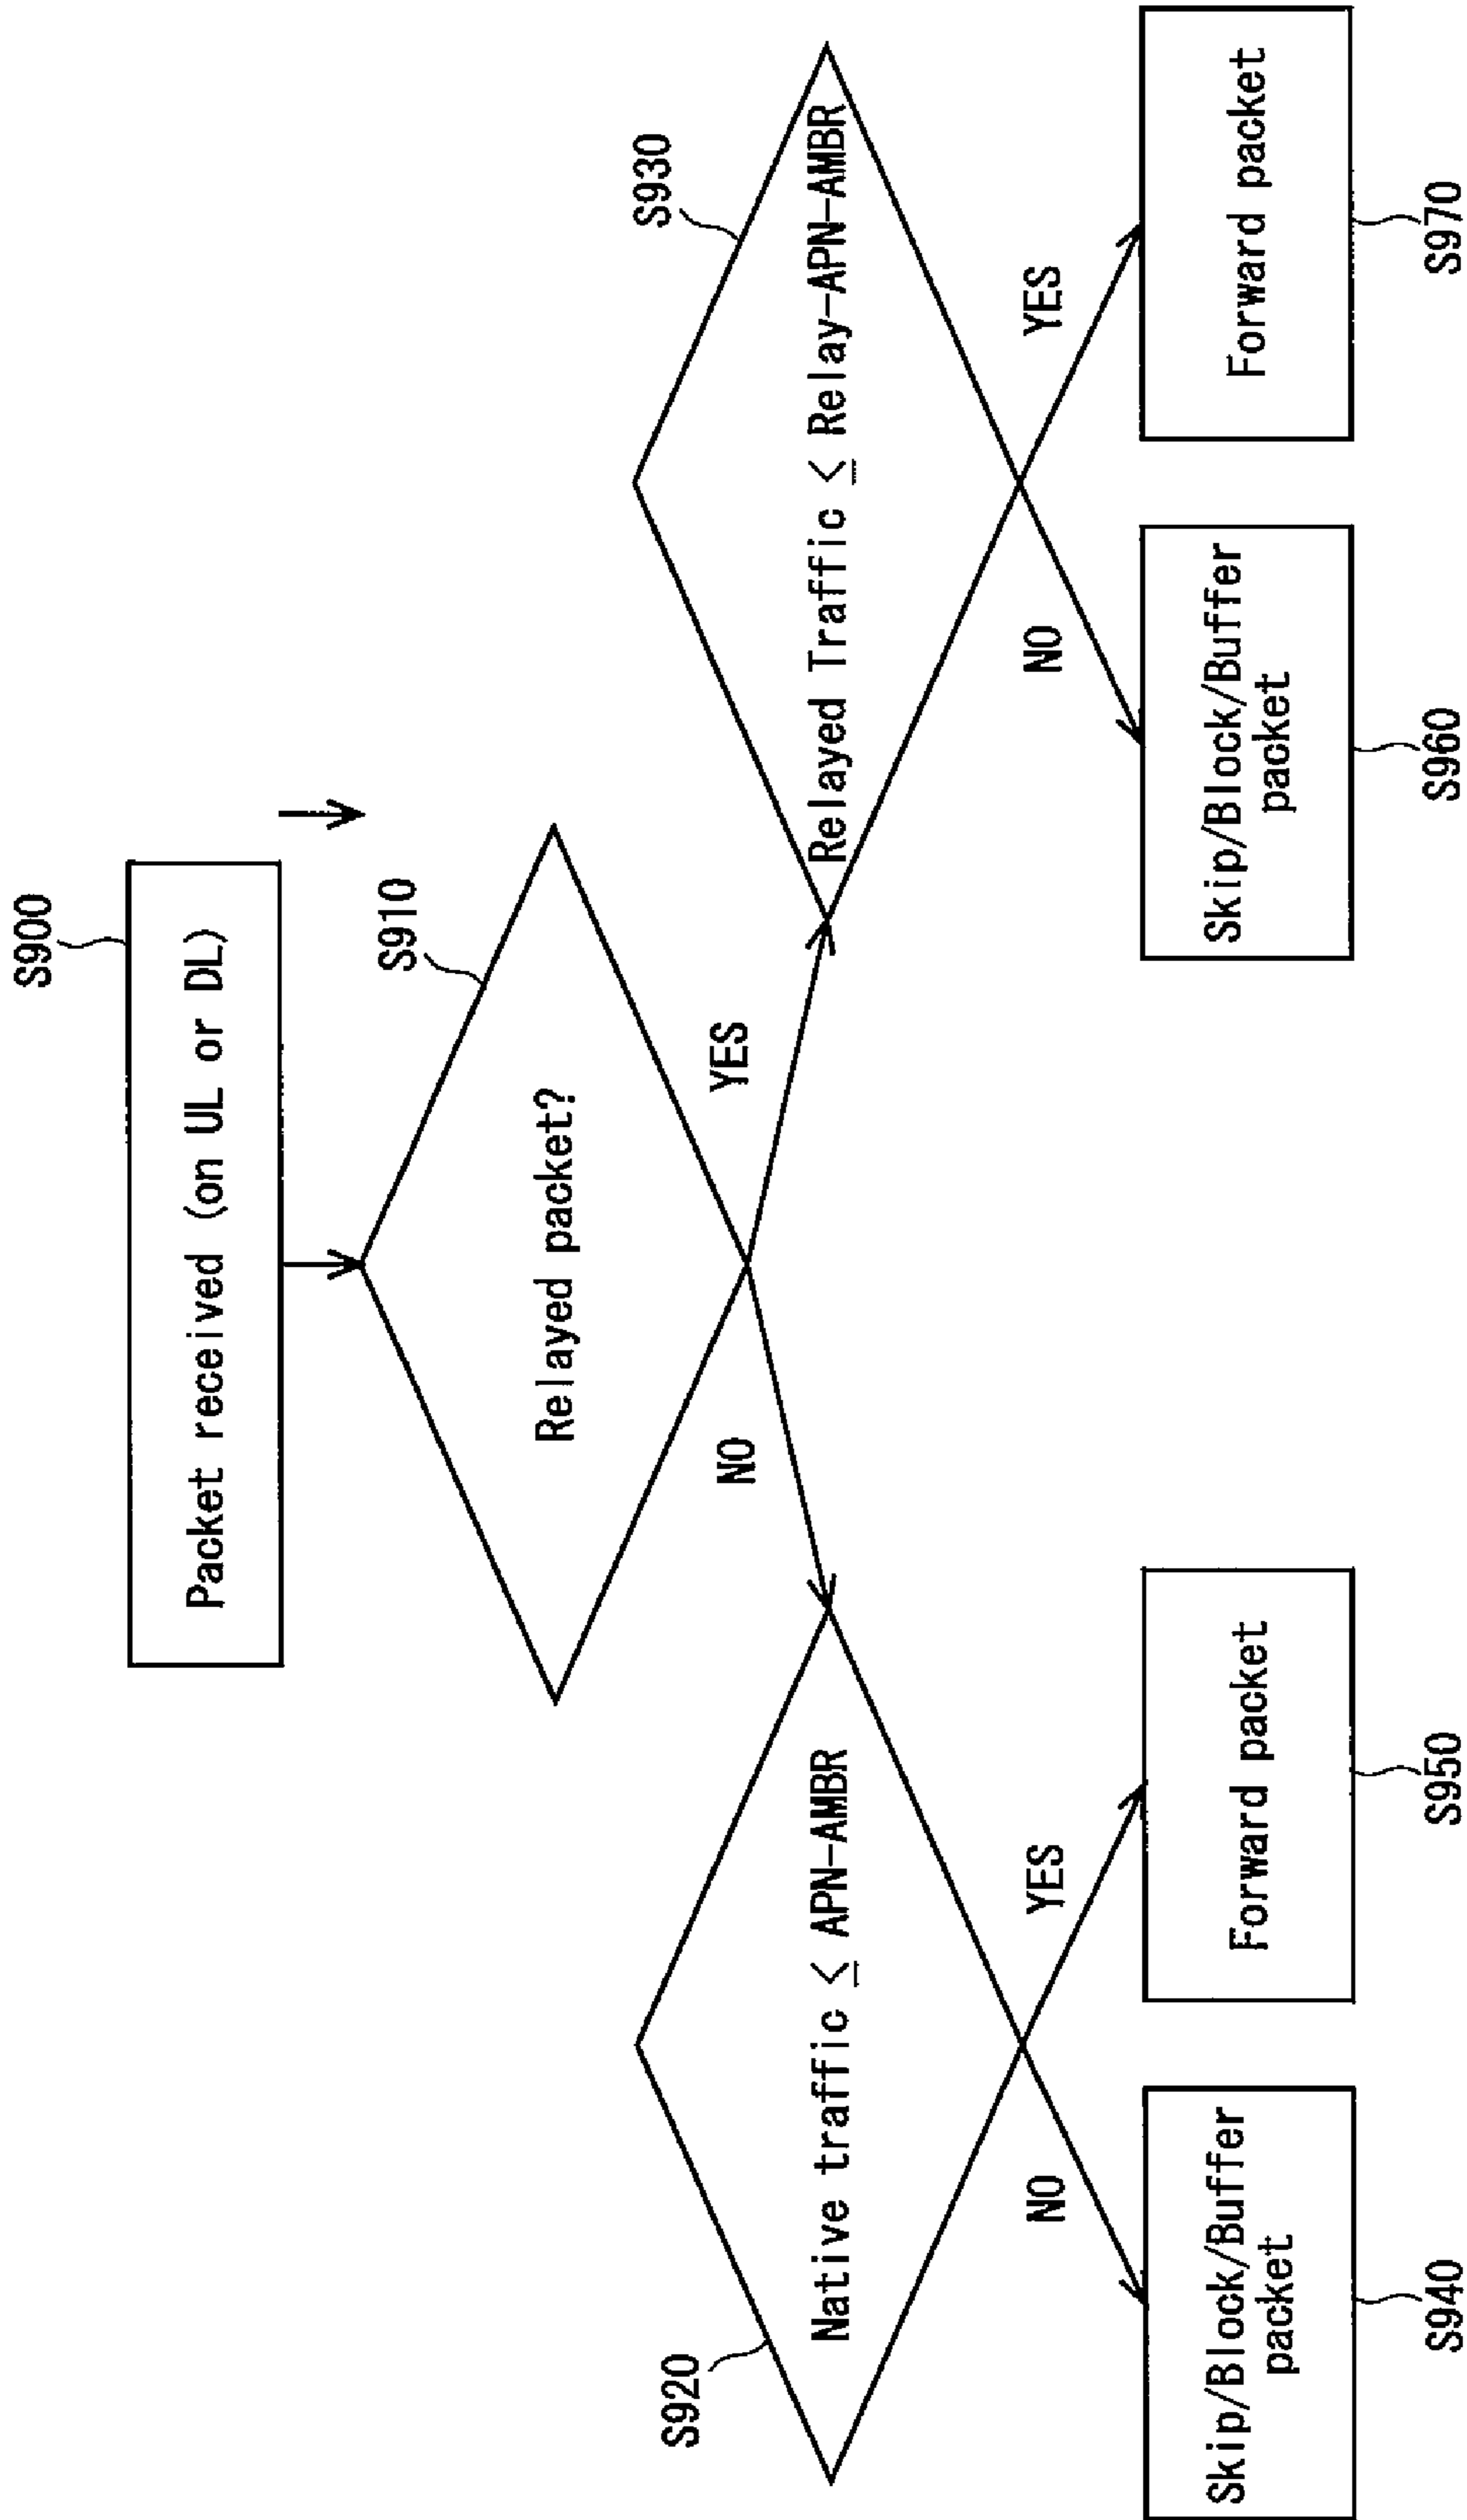 S900
Packet received (on UL or DL)
S910
Relayed packet?
NO
YES
S920
Native traffic ≤ APN-AMBR
S930
Relayed Traffic ≤ Relay-APN-AMBR
NO
YES
NO
YES
Skip/Block/Buffer
packet
Forward packet
Skip/Block/Buffer
packet
Forward packet
S940
S950
S960
S970